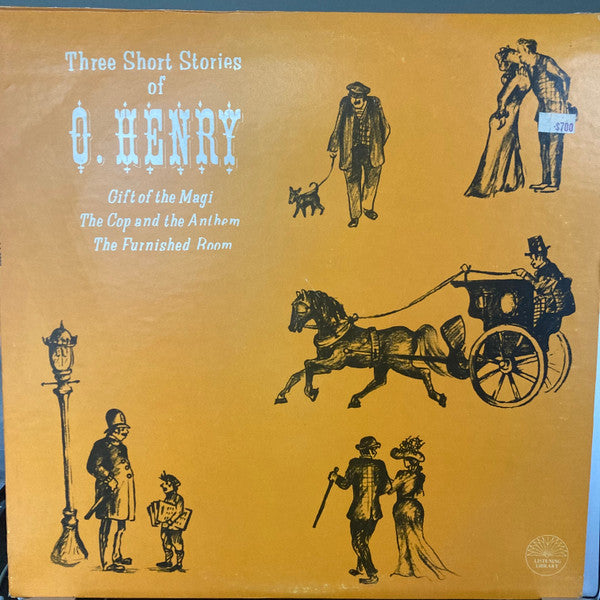 Three Short Stories
of
O. HENRY
Gift of the Magi
The Cop and the Anthem
The Furnished Room
$700
LISTENING
LIBRARY